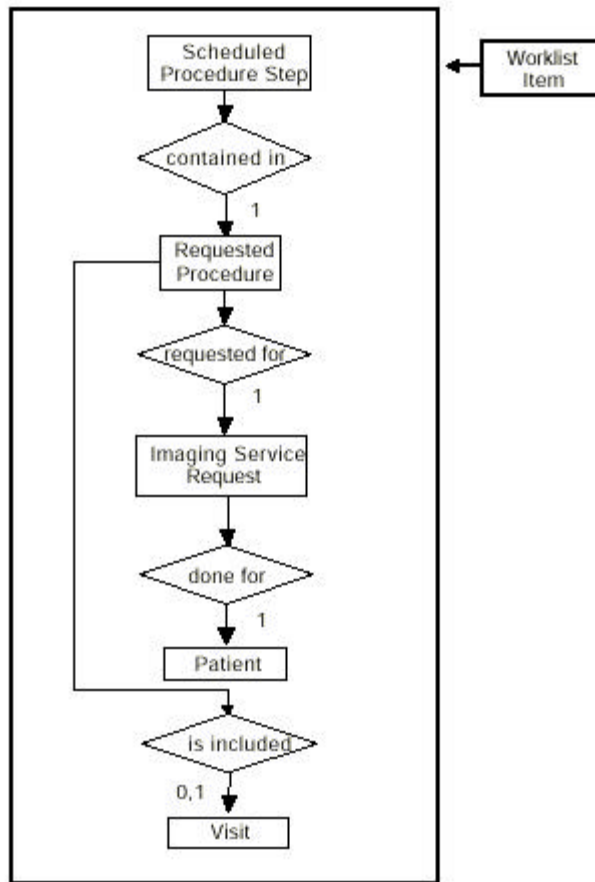 Scheduled
Procedure Step
Worklist
Item
contained in
1
Requested
Procedure
requested for
1
Imaging Service
Request
done for
1
Patient
is included
0,1
Visit